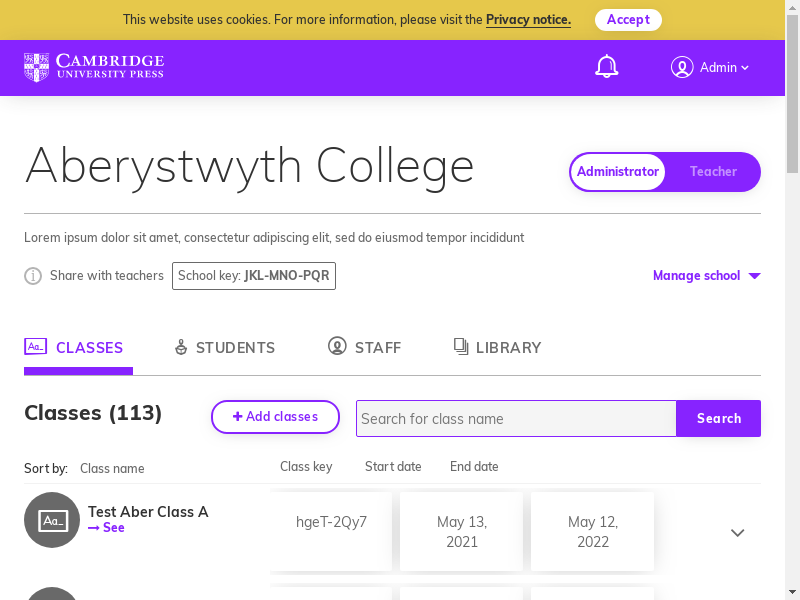 This website uses cookies. For more information, please visit the Privacy notice. Accept
CAMBRIDGE
UNIVERSITY PRESS
Admin
Aberystwyth College
Administrator Teacher
Lorem ipsum dolor sit amet, consectetur adipiscing elit, sed do eiusmod tempor incididunt
Share with teachers School key: JKL-MNO-PQR Manage school
Aa_ CLASSES STUDENTS STAFF LIBRARY
Classes (113) + Add classes Search for class name Search
Sort by: Class name Class key Start date End date
Aa_ Test Aber Class A hgeT-2Qy7 May 13, 2021 May 12, 2022
See